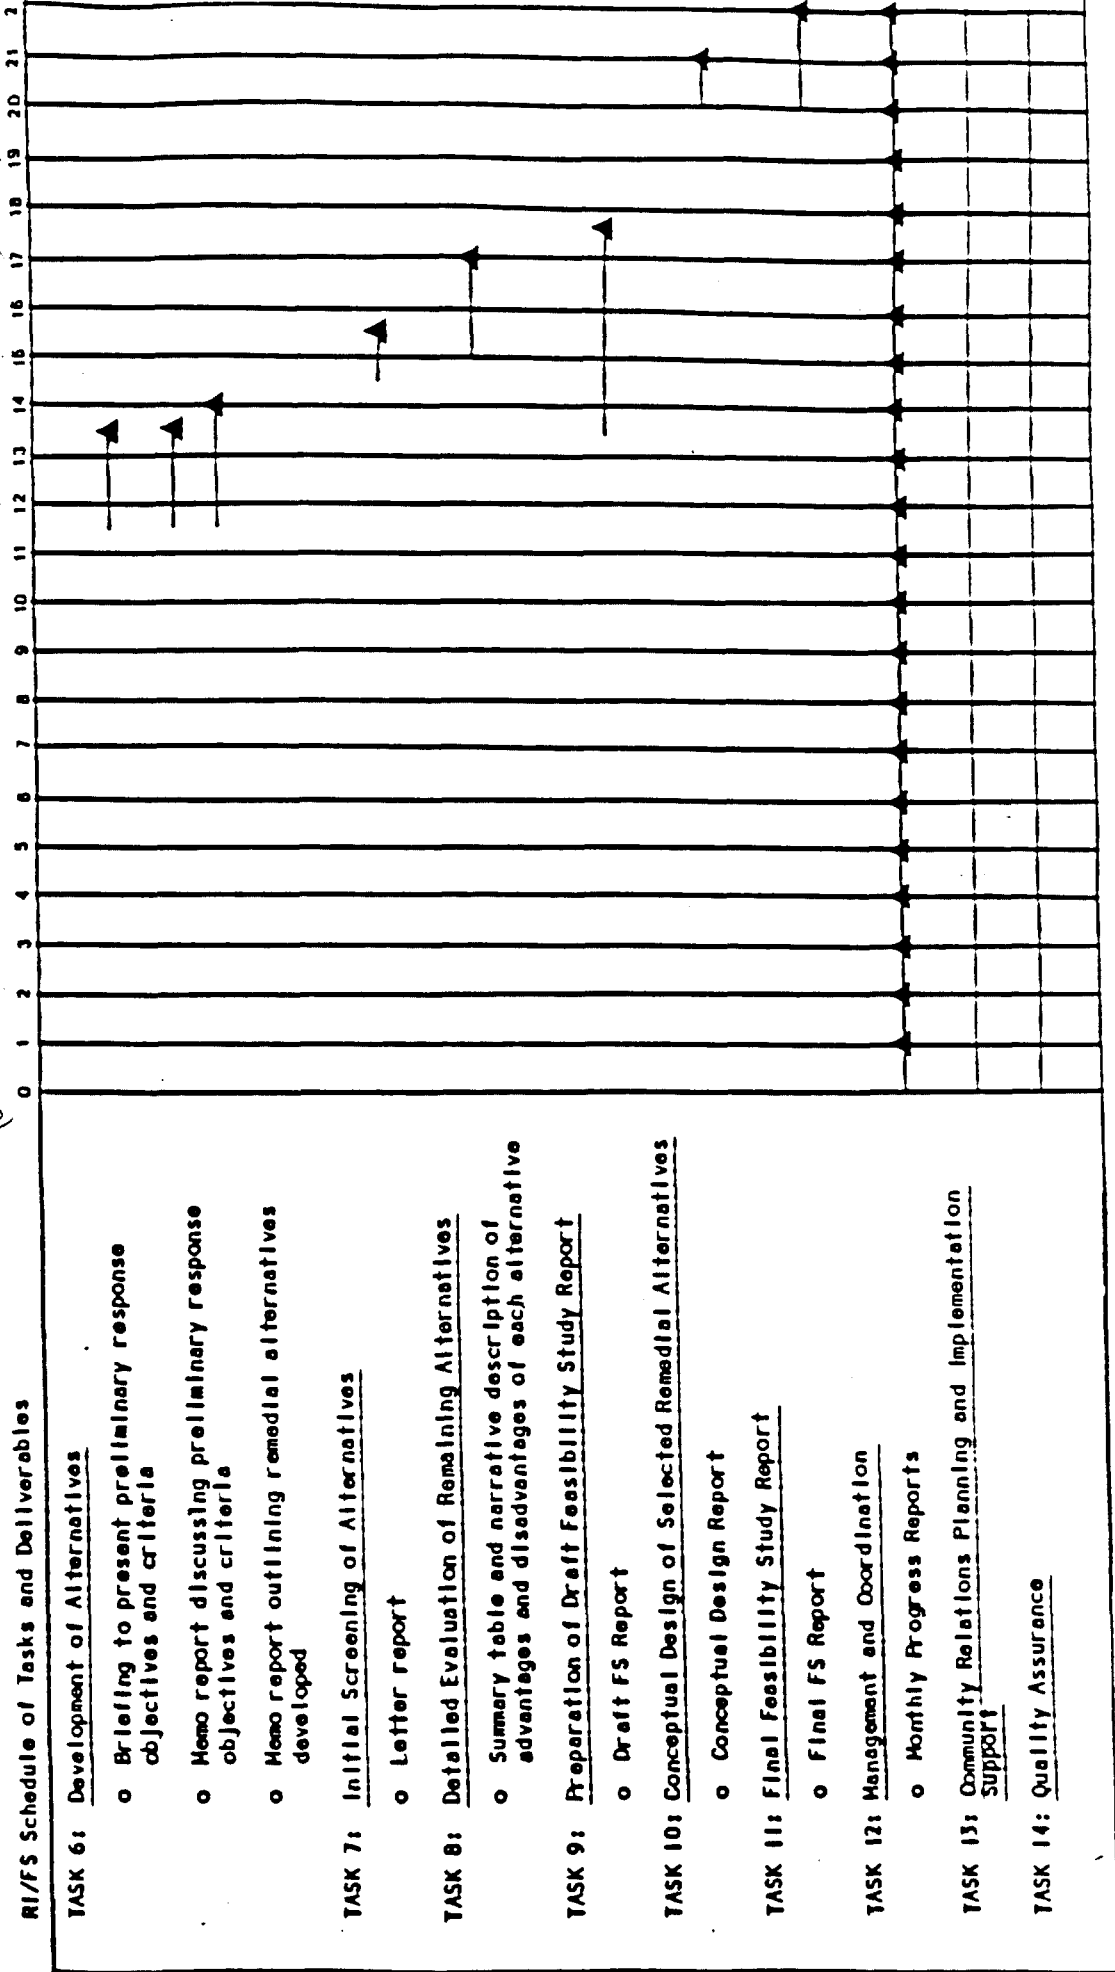 RI/FS Schedule of Tasks and Deliverables
0 1 2 3 4 5 6 7 8 9 10 11 12 13 14 15 16 17 18 19 20 21 2
TASK 6: Development of Alternatives
o Briefing to present preliminary response
objectives and criteria
o Memo report discussing preliminary response
objectives and criteria
o Memo report outlining remedial alternatives
developed
TASK 7: Initial Screening of Alternatives
o Letter report
TASK 8: Detailed Evaluation of Remaining Alternatives
o Summary table and narrative description of
advantages and disadvantages of each alternative
TASK 9: Preparation of Draft Feasibility Study Report
o Draft FS Report
TASK 10: Conceptual Design of Selected Remedial Alternatives
o Conceptual Design Report
TASK 11: Final Feasibility Study Report
o Final FS Report
TASK 12: Management and Coordination
o Monthly Progress Reports
TASK 13: Community Relations Planning and Implementation
Support
TASK 14: Quality Assurance